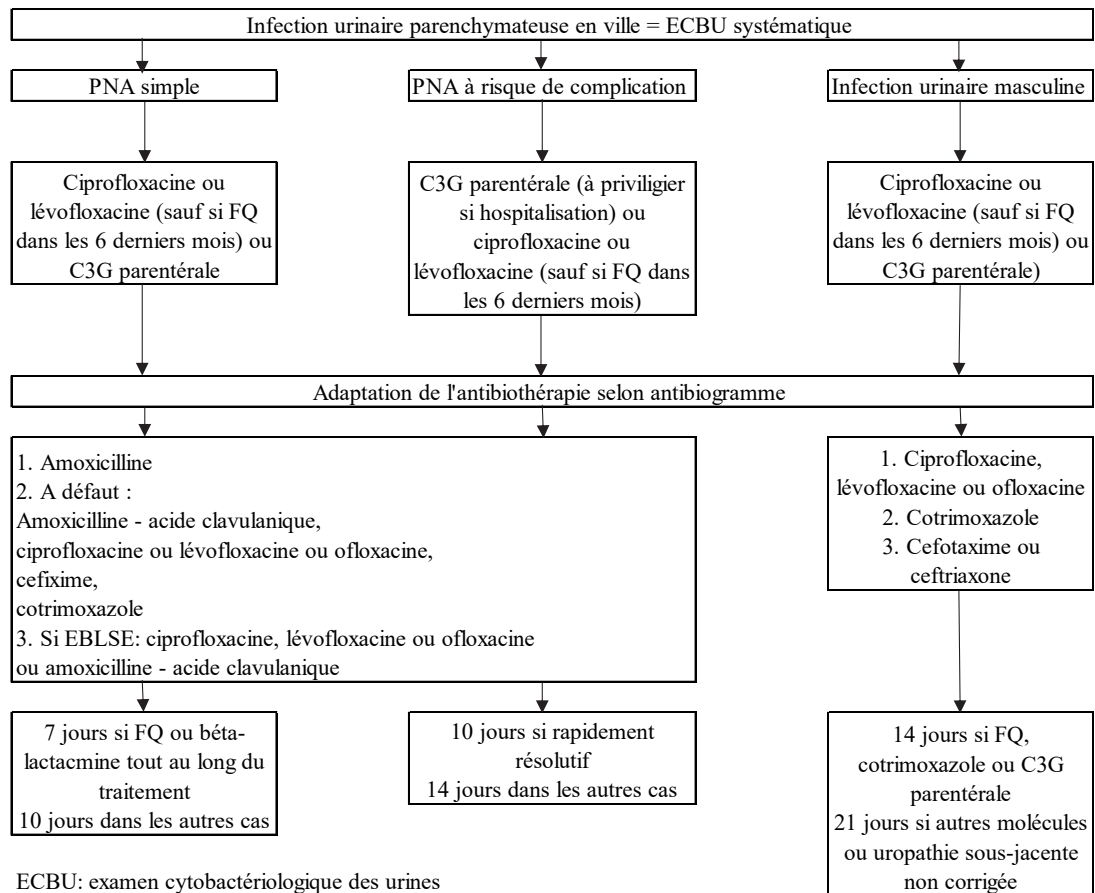 Infection urinaire parenchymateuse en ville = ECBU systématique
PNA simple
PNA à risque de complication
Infection urinaire masculine
Ciprofloxacine ou
lévofloxacine (sauf si FQ
dans les 6 derniers mois) ou
C3G parentérale
C3G parentérale (à priviligier
si hospitalisation) ou
ciprofloxacine ou
lévofloxacine (sauf si FQ dans
les 6 derniers mois)
Ciprofloxacine ou
lévofloxacine (sauf si FQ
dans les 6 derniers mois) ou
C3G parentérale)
Adaptation de l'antibiothérapie selon antibiogramme
1. Amoxicilline
2. A défaut :
Amoxicilline - acide clavulanique,
ciprofloxacine ou lévofloxacine ou ofloxacine,
cefixime,
cotrimoxazole
3. Si EBLSE: ciprofloxacine, lévofloxacine ou ofloxacine
ou amoxicilline - acide clavulanique
1. Ciprofloxacine,
lévofloxacine ou ofloxacine
2. Cotrimoxazole
3. Cefotaxime ou
ceftriaxone
7 jours si FQ ou béta-
lactacmine tout au long du
traitement
10 jours dans les autres cas
10 jours si rapidement
résolutif
14 jours dans les autres cas
14 jours si FQ,
cotrimoxazole ou C3G
parentérale
21 jours si autres molécules
ou uropathie sous-jacente
non corrigée
ECBU: examen cytobactériologique des urines